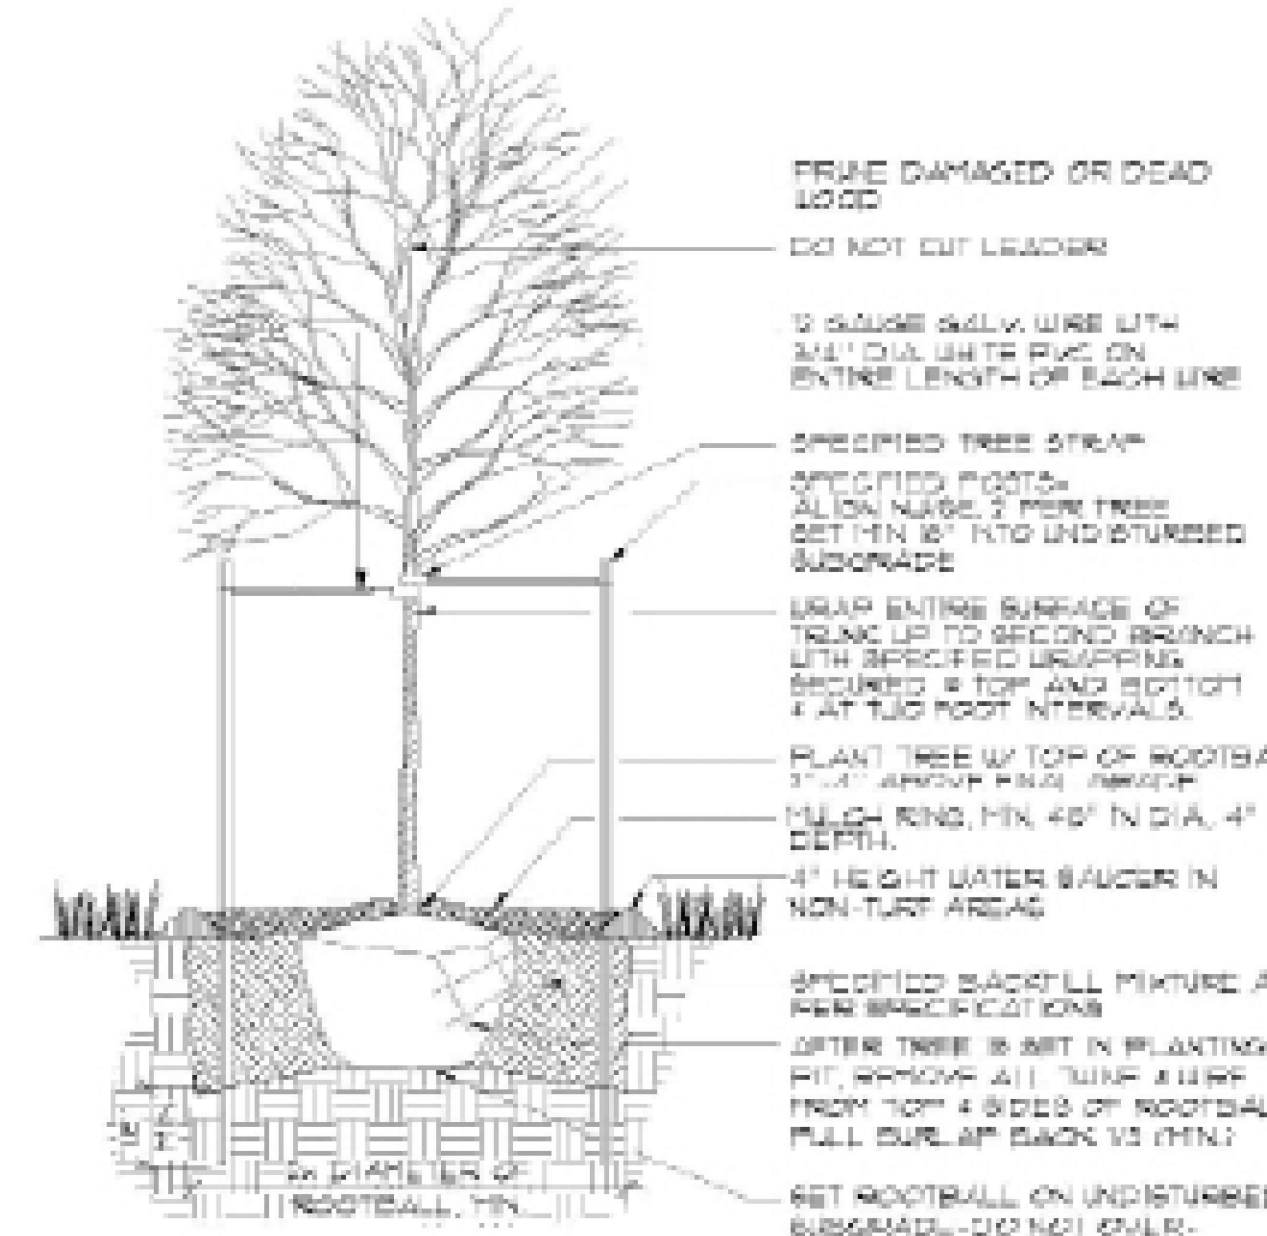 PRUNE DAMAGED OR DEAD
WOOD
DO NOT CUT LEADER
12 GAUGE GALV. WIRE WITH
3/4" DIA. WHITE PVC ON
ENTIRE LENGTH OF EACH WIRE
SPECIFIED TREE STRAP
SPECIFIED POSTS-
ALIGN 2 PER TREE
SET MIN 18" INTO UNDISTURBED
SUBGRADE
WRAP ENTIRE SURFACE OF
TRUNK UP TO SECOND BRANCH
WITH SPECIFIED WRAPPING
SECURED @ TOP AND BOTTOM
& AT TWO FOOT INTERVALS.
PLANT TREE W/ TOP OF ROOTBA
ABOVE FINAL GRADE
MULCH RING, MIN. 48" IN DIA., 4"
DEPTH.
4" HEIGHT WATER SAUCER IN
NON-TURF AREAS
SPECIFIED BACKFILL MIXTURE A
PER SPECIFICATIONS
AFTER TREE IS SET IN PLANTING
PIT, REMOVE ALL TWINE & WIRE
FROM TOP & SIDES OF ROOTBAL
PULL BURLAP BACK 1/3 (MIN.)
2x DIAMETER OF
ROOTBALL, MIN.
SET ROOTBALL ON UNDISTURBED
SUBGRADE-DO NOT OVER-